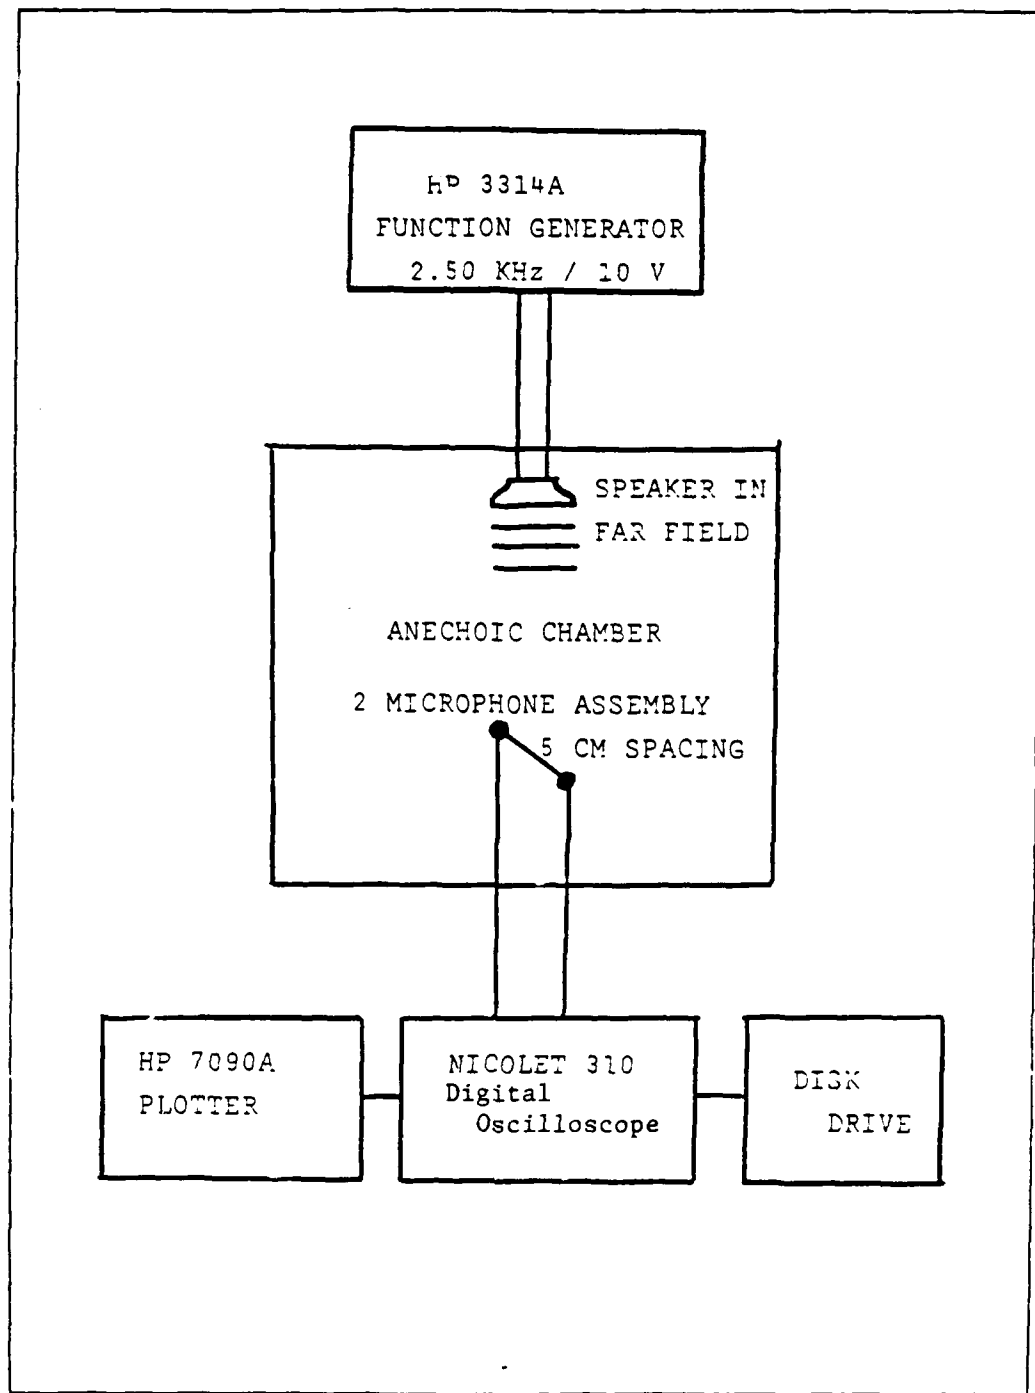 HP 3314A
FUNCTION GENERATOR
2.50 KHz / 10 V
SPEAKER IN
FAR FIELD
ANECHOIC CHAMBER
2 MICROPHONE ASSEMBLY
5 CM SPACING
HP 7090A
PLOTTER
NICOLET 310
Digital
Oscilloscope
DISK
DRIVE